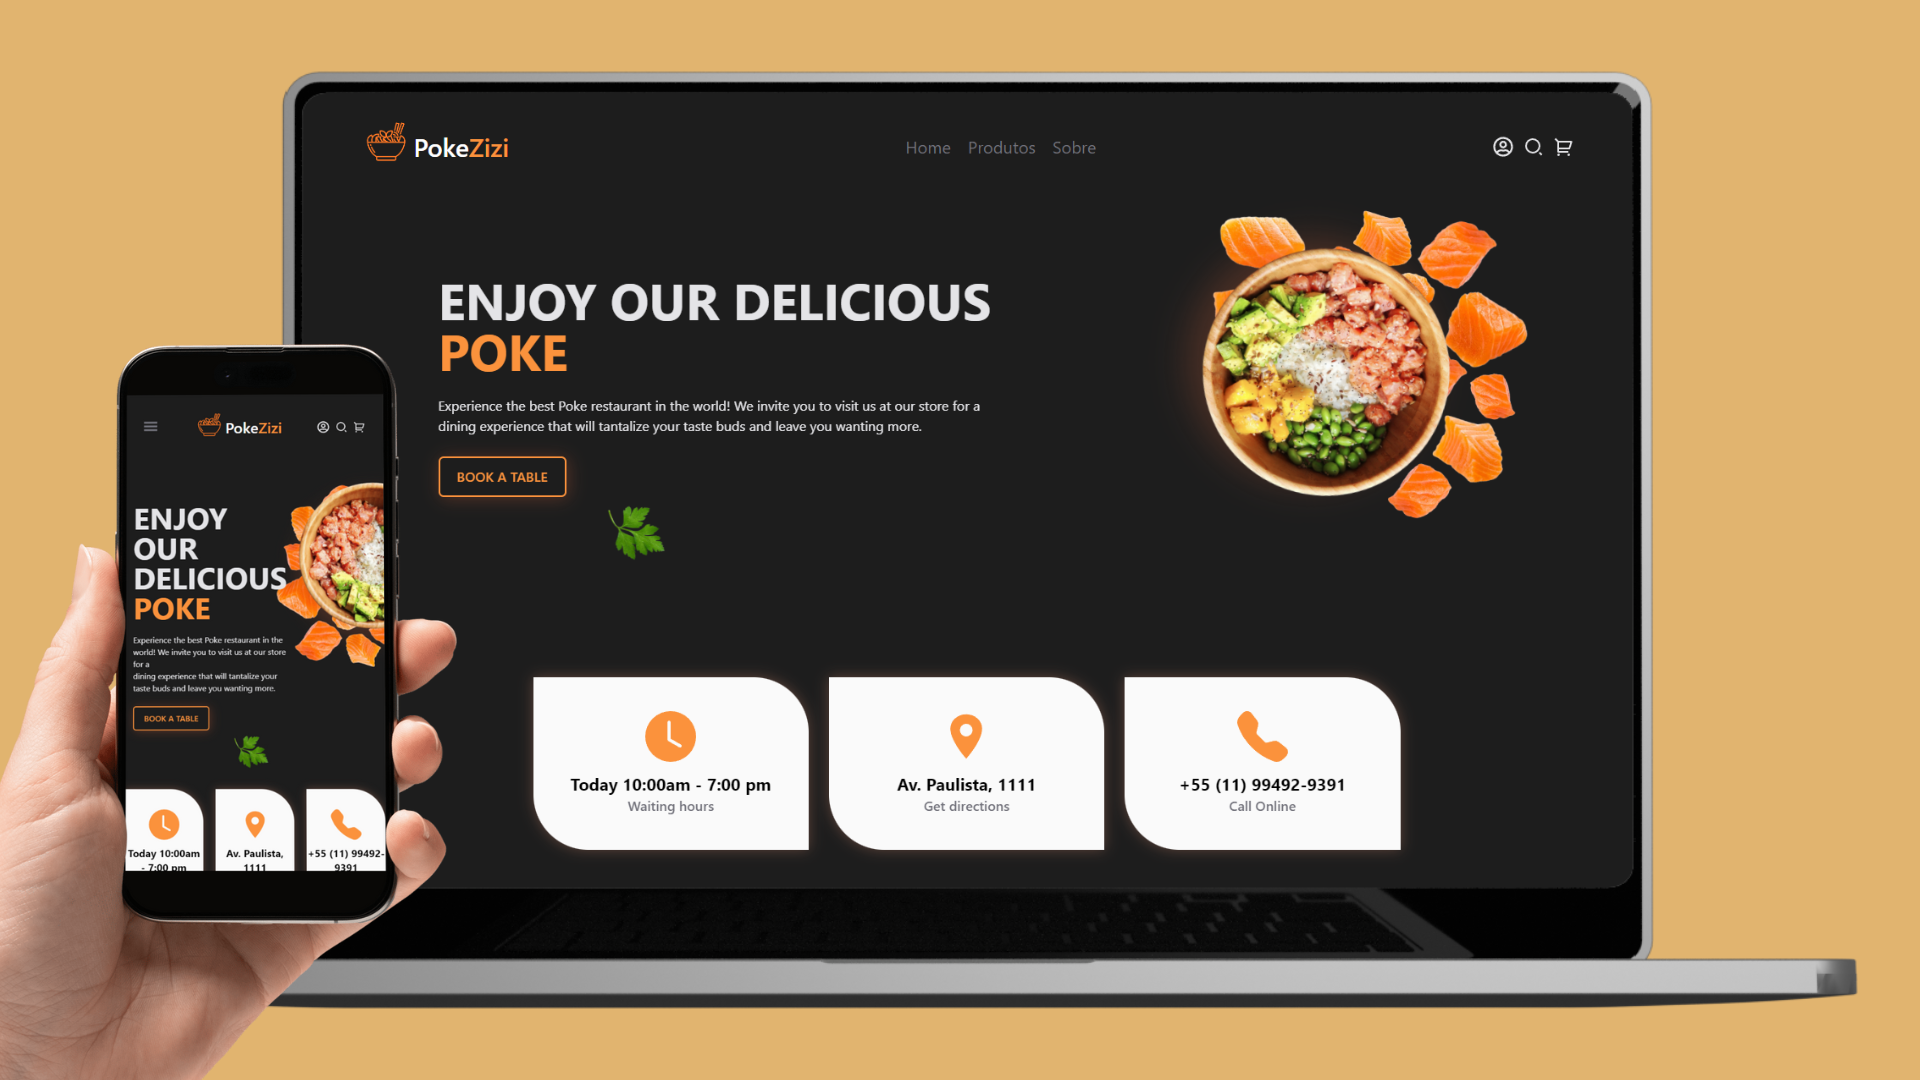 PokeZizi
Home Produtos Sobre
ENJOY OUR DELICIOUS
POKE
Experience the best Poke restaurant in the world! We invite you to visit us at our store for a
dining experience that will tantalize your taste buds and leave you wanting more.
BOOK A TABLE
Today 10:00am - 7:00 pm
Waiting hours
Av. Paulista, 1111
Get directions
+55 (11) 99492-9391
Call Online
PokeZizi
ENJOY
OUR
DELICIOUS
POKE
Experience the best Poke restaurant in the
world! We invite you to visit us at our store
for a
dining experience that will tantalize your
taste buds and leave you wanting more.
BOOK A TABLE
Today 10:00am
- 7:00 pm
Av. Paulista,
1111
+55 (11) 99492-
9391